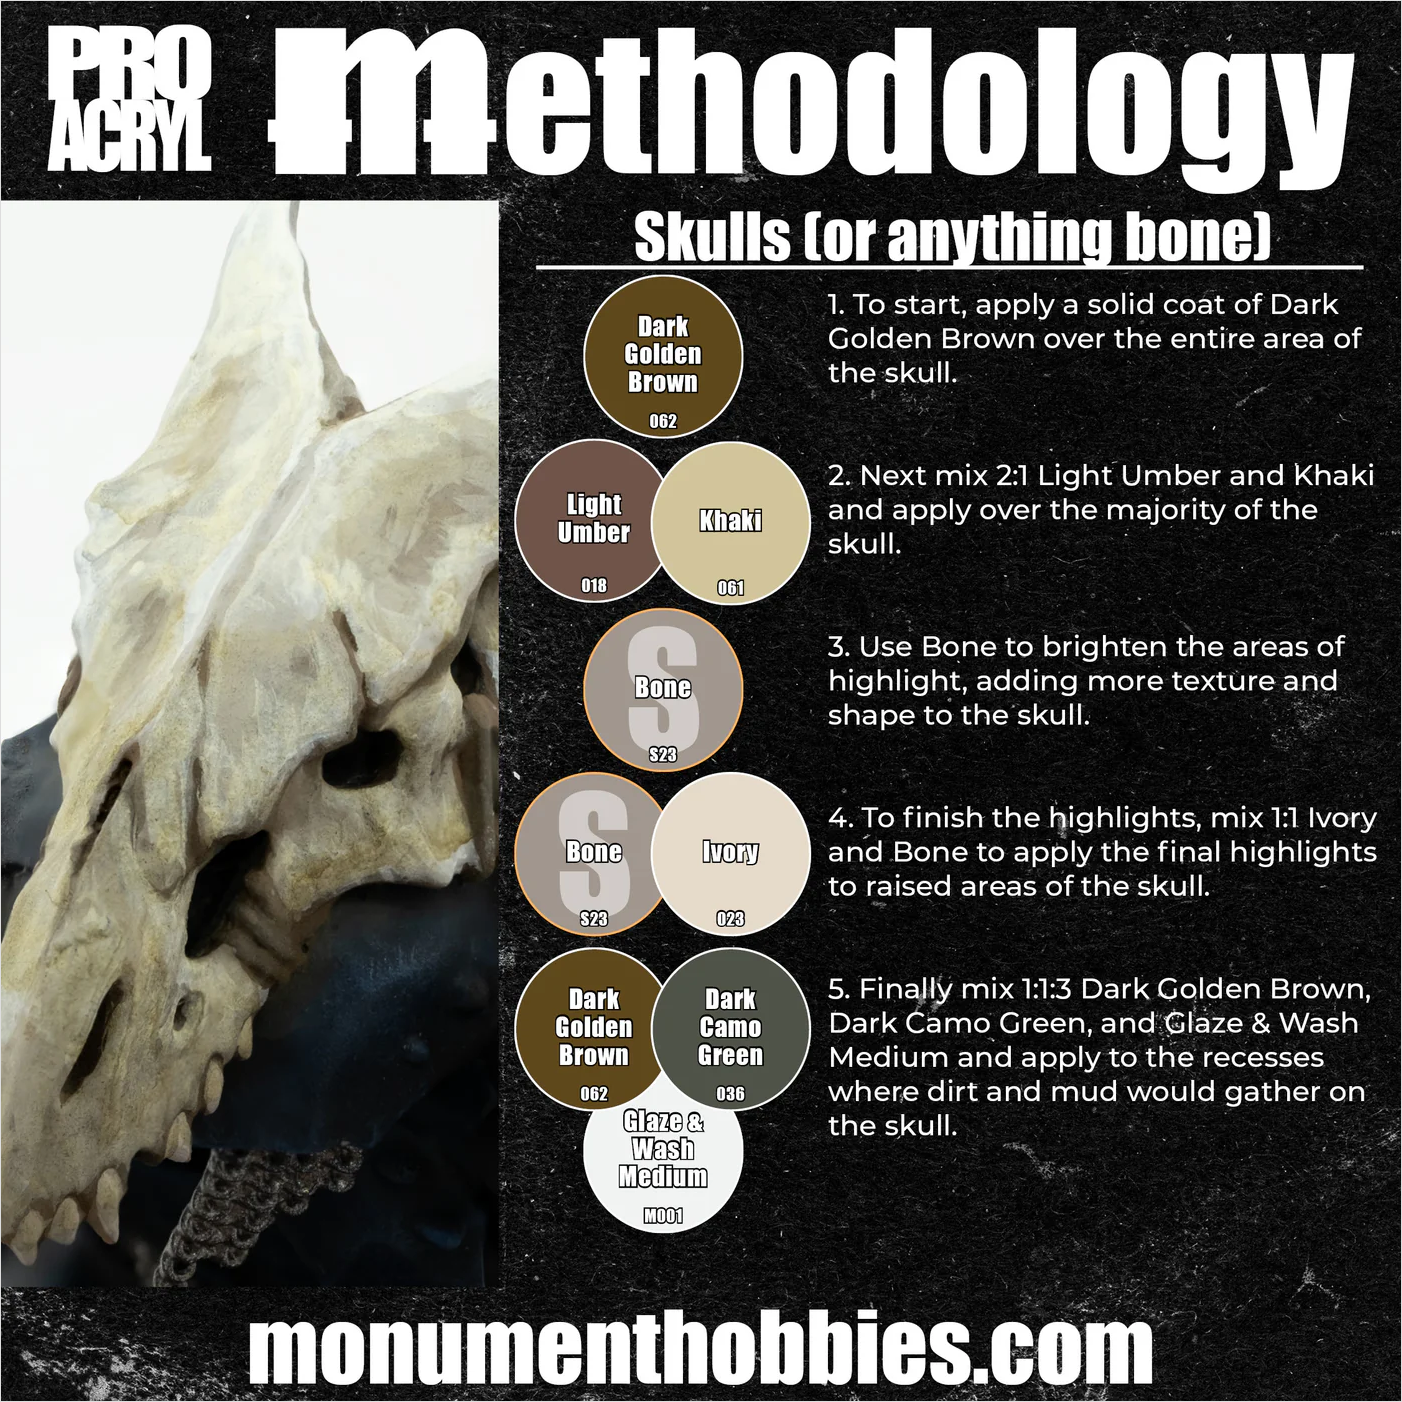 PRO
ACRYL
Methodology
Skulls (or anything bone)
Dark
Golden
Brown
062
1. To start, apply a solid coat of Dark
Golden Brown over the entire area of
the skull.
Light
Umber
018
Khaki
061
2. Next mix 2:1 Light Umber and Khaki
and apply over the majority of the
skull.
S
Bone
S23
3. Use Bone to brighten the areas of
highlight, adding more texture and
shape to the skull.
S
Bone
S23
Ivory
023
4. To finish the highlights, mix 1:1 Ivory
and Bone to apply the final highlights
to raised areas of the skull.
Dark
Golden
Brown
062
Dark
Camo
Green
036
Glaze &
Wash
Medium
M001
5. Finally mix 1:1:3 Dark Golden Brown,
Dark Camo Green, and Glaze & Wash
Medium and apply to the recesses
where dirt and mud would gather on
the skull.
monumenthobbies.com